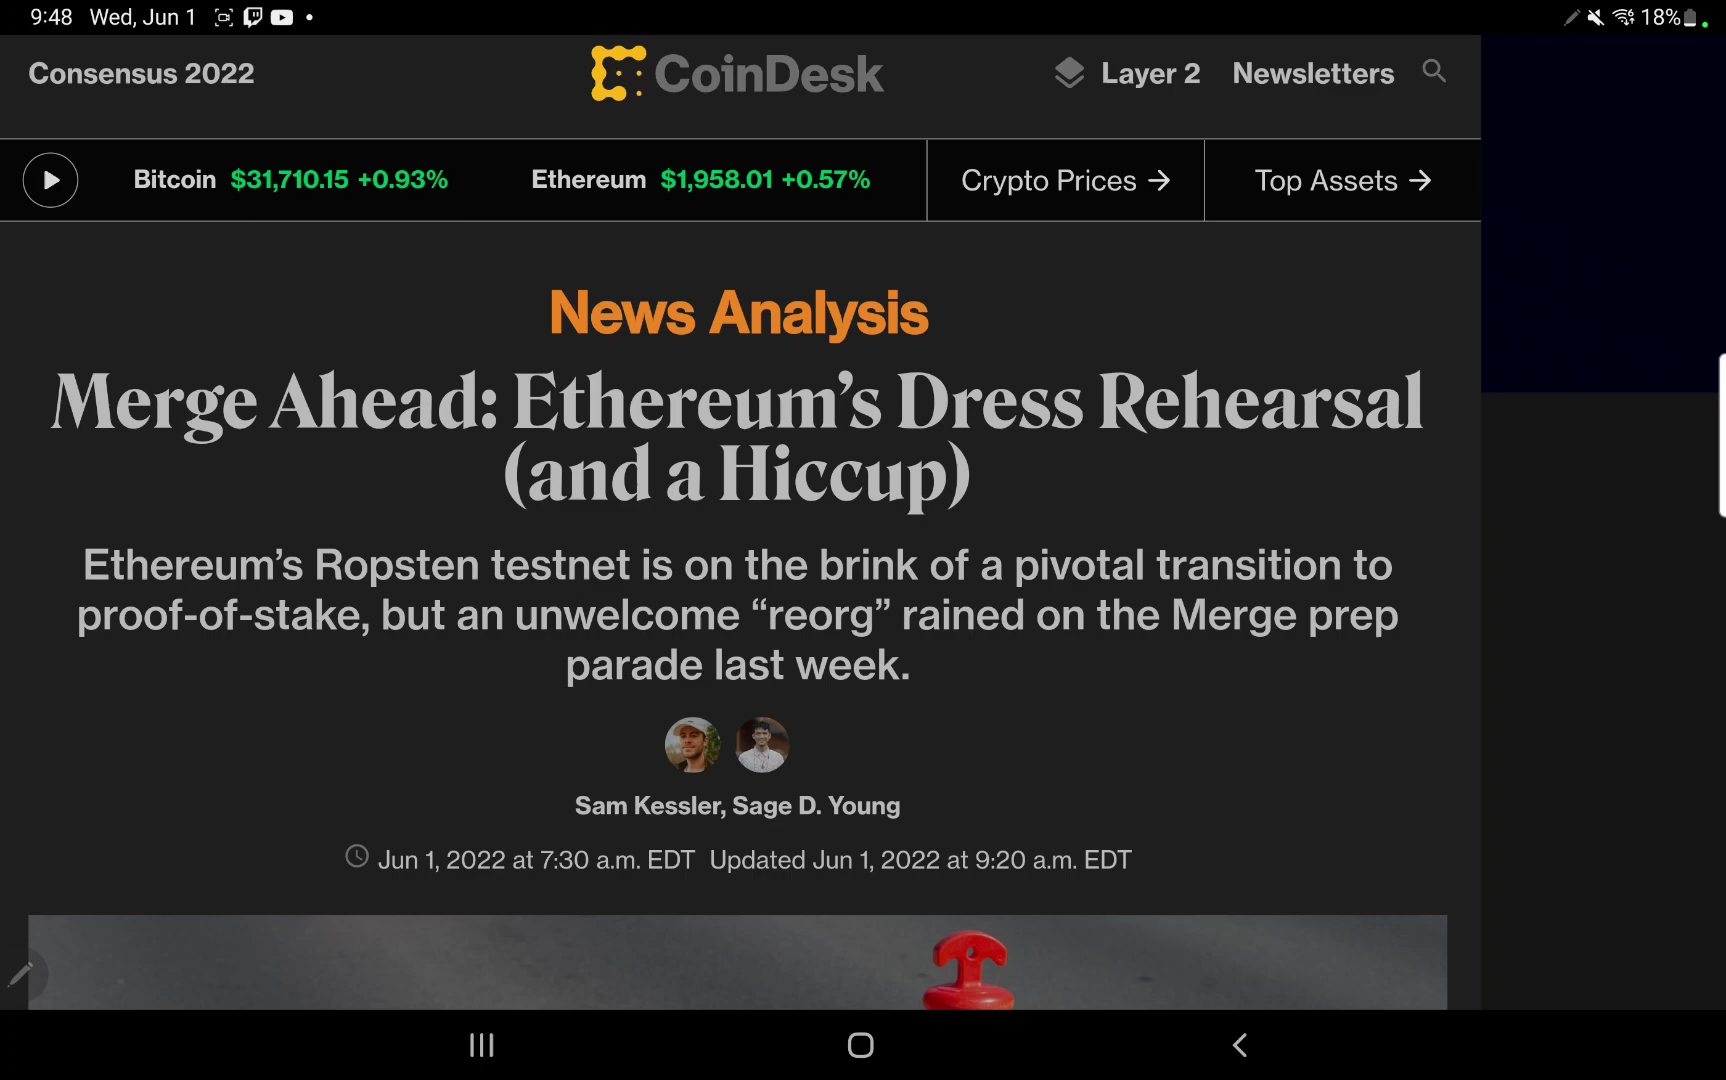 9:48 Wed, Jun 1
18%
Consensus 2022
CoinDesk
Layer 2 Newsletters
Bitcoin $31,710.15 +0.93% Ethereum $1,958.01 +0.57% Crypto Prices → Top Assets →
News Analysis
Merge Ahead: Ethereum’s Dress Rehearsal
(and a Hiccup)
Ethereum’s Ropsten testnet is on the brink of a pivotal transition to
proof-of-stake, but an unwelcome “reorg” rained on the Merge prep
parade last week.
Sam Kessler, Sage D. Young
Jun 1, 2022 at 7:30 a.m. EDT Updated Jun 1, 2022 at 9:20 a.m. EDT